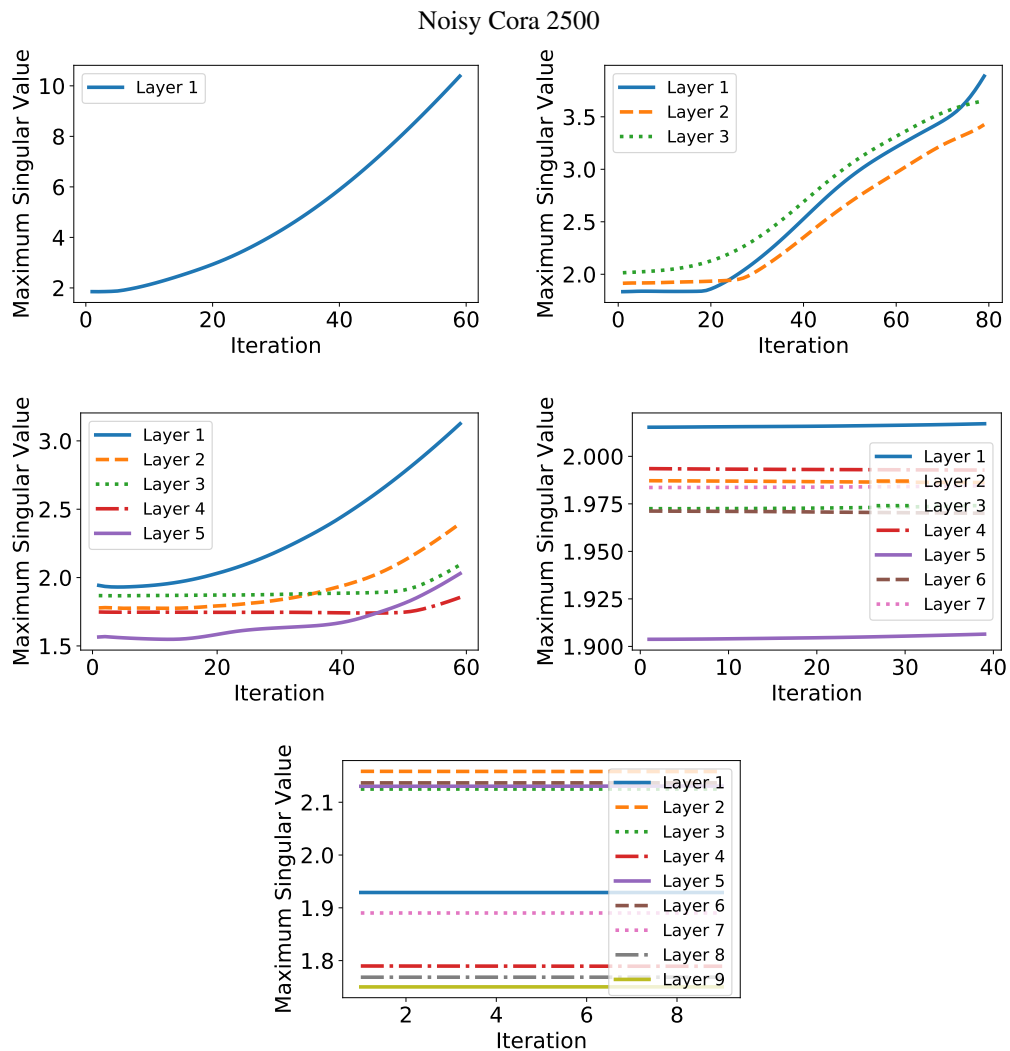 Noisy Cora 2500
Maximum Singular Value
10
8
6
4
2
Layer 1
0 20 40 60
Iteration
Maximum Singular Value
3.5
3.0
2.5
2.0
Layer 1
Layer 2
Layer 3
0 20 40 60 80
Iteration
Maximum Singular Value
3.0
2.5
2.0
1.5
Layer 1
Layer 2
Layer 3
Layer 4
Layer 5
0 20 40 60
Iteration
Maximum Singular Value
2.000
1.975
1.950
1.925
1.900
Layer 1
Layer 2
Layer 3
Layer 4
Layer 5
Layer 6
Layer 7
0 10 20 30 40
Iteration
Maximum Singular Value
2.1
2.0
1.9
1.8
Layer 1
Layer 2
Layer 3
Layer 4
Layer 5
Layer 6
Layer 7
Layer 8
Layer 9
2 4 6 8
Iteration